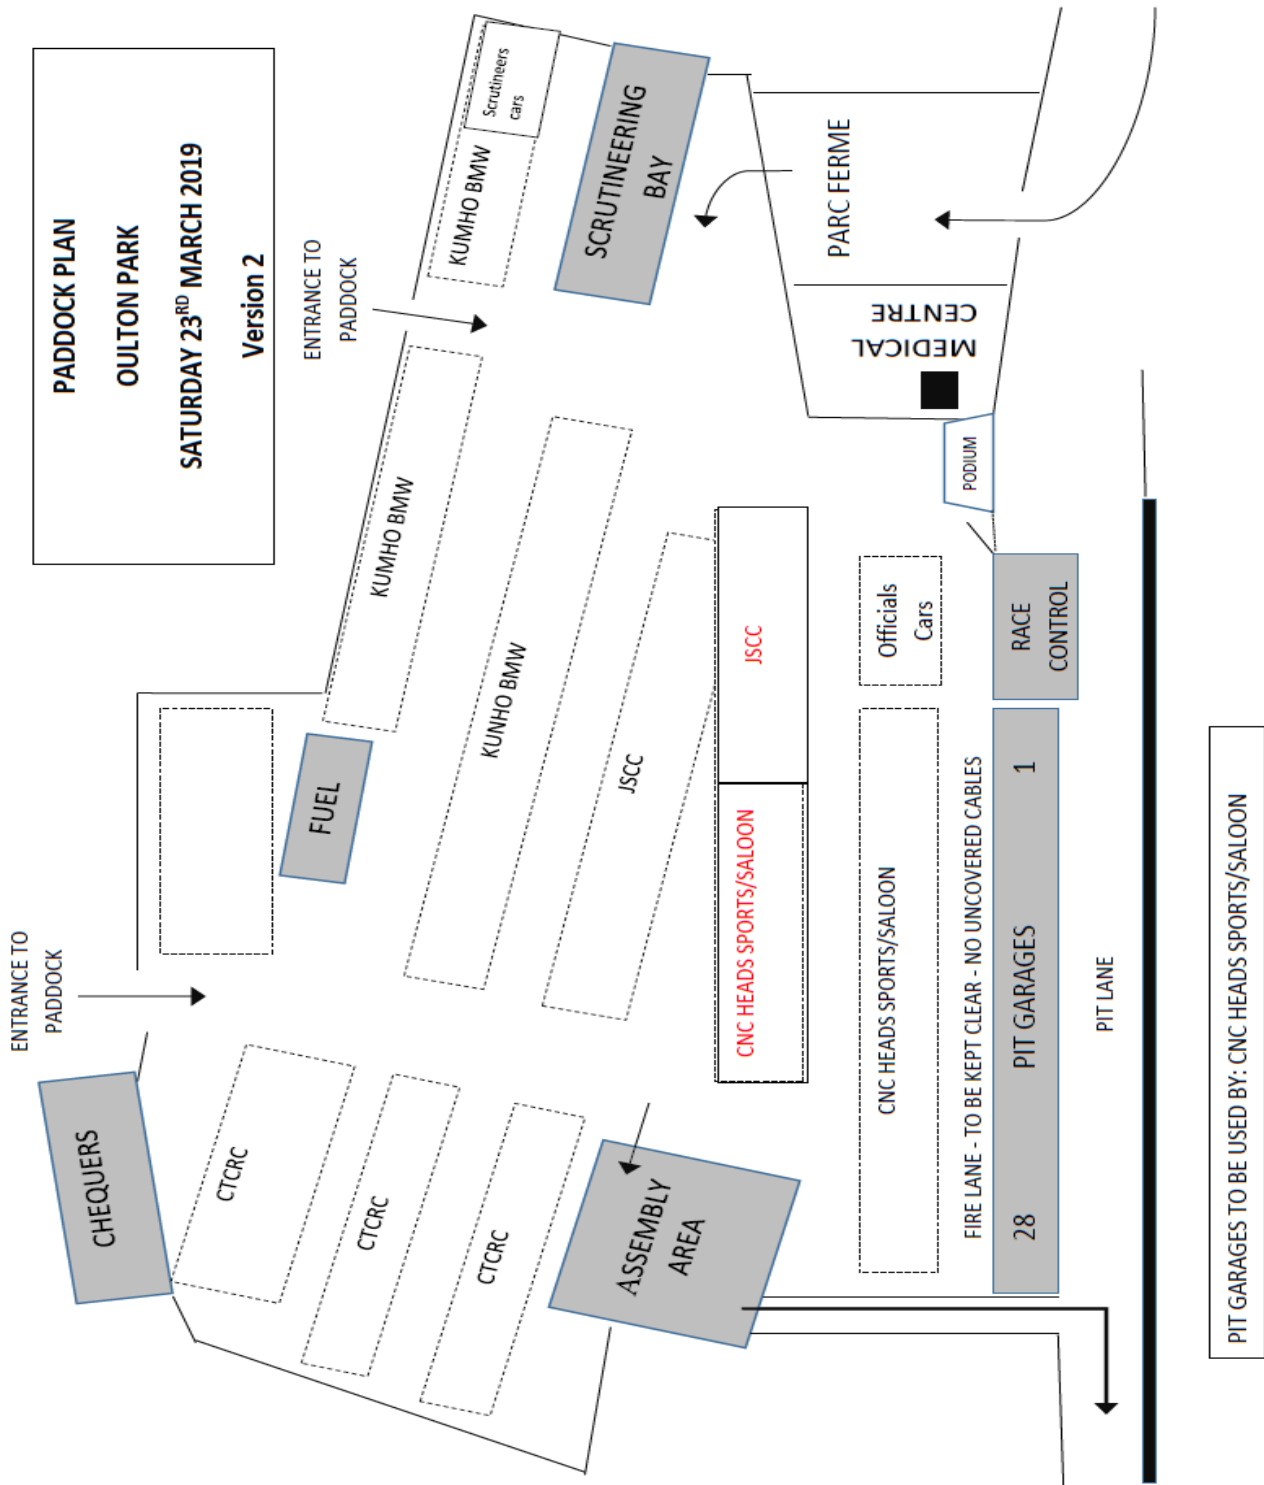 PADDOCK PLAN
OULTON PARK
SATURDAY 23RD MARCH 2019
Version 2
ENTRANCE TO
PADDOCK
ENTRANCE TO
PADDOCK
CHEQUERS
CTCRC
CTCRC
CTCRC
FUEL
KUMHO BMW
KUMHO BMW
Scrutineers
cars
SCRUTINEERING
BAY
KUNHO BMW
JSCC
JSCC
CNC HEADS SPORTS/SALOON
ASSEMBLY
AREA
CNC HEADS SPORTS/SALOON
Officials
Cars
PARC FERME
MEDICAL
CENTRE
PODIUM
FIRE LANE - TO BE KEPT CLEAR - NO UNCOVERED CABLES
28 PIT GARAGES 1
RACE
CONTROL
PIT LANE
PIT GARAGES TO BE USED BY: CNC HEADS SPORTS/SALOON